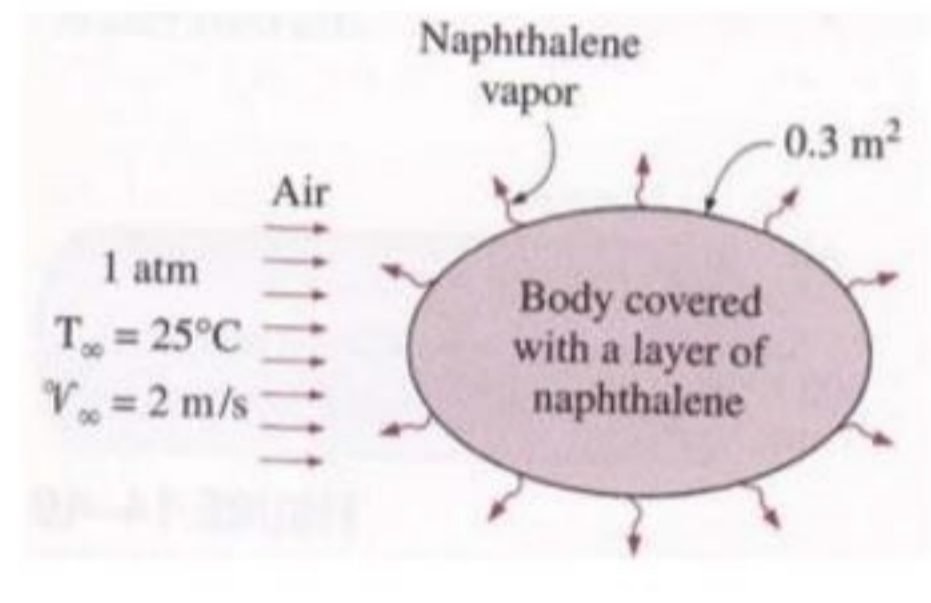 Naphthalene
vapor
0.3 m²
Air
1 atm
T∞ = 25°C
𝒱∞ = 2 m/s
Body covered
with a layer of
naphthalene